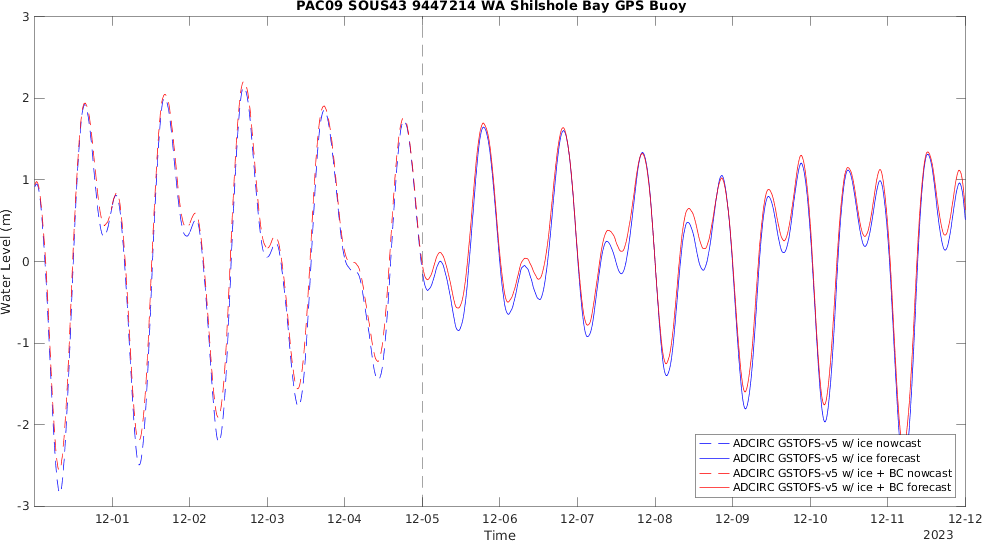 PAC09 SOUS43 9447214 WA Shilshole Bay GPS Buoy
3
2
1
0
-1
-2
-3
Water Level (m)
12-01 12-02 12-03 12-04 12-05 12-06 12-07 12-08 12-09 12-10 12-11 12-12
Time
2023
ADCIRC GSTOFS-v5 w/ ice nowcast
ADCIRC GSTOFS-v5 w/ ice forecast
ADCIRC GSTOFS-v5 w/ ice + BC nowcast
ADCIRC GSTOFS-v5 w/ ice + BC forecast